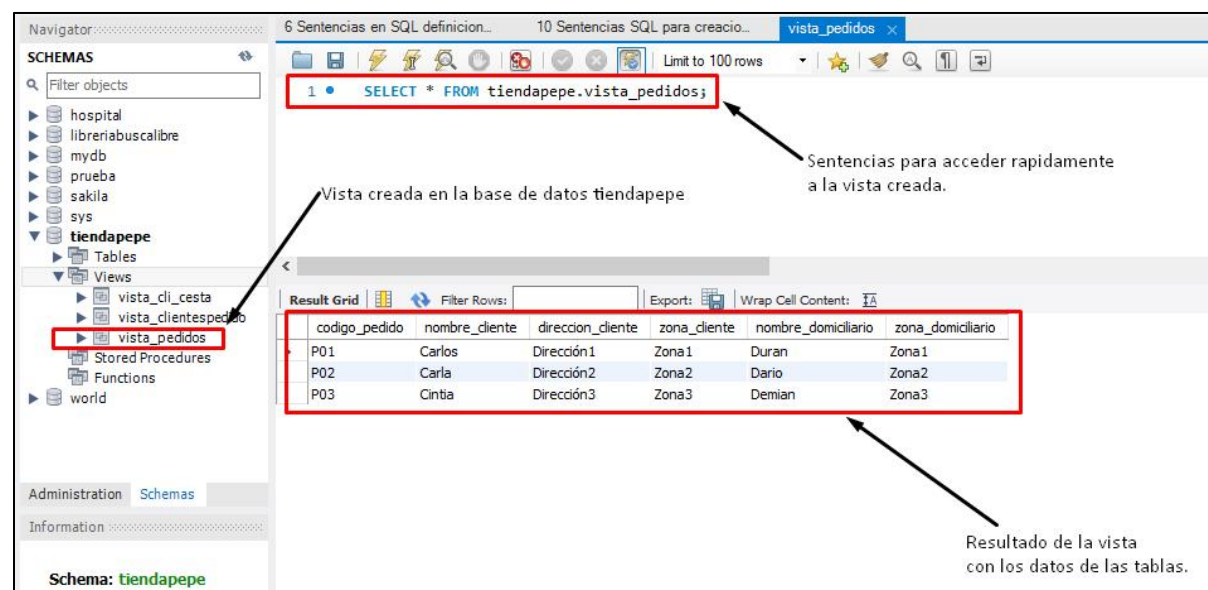 Navigator
6 Sentencias en SQL definicion...
10 Sentencias SQL para creacio...
vista_pedidos
SCHEMAS
Limit to 100 rows
Filter objects
1 SELECT * FROM tiendapepe.vista_pedidos;
hospital
libreriabuscalibre
mydb
prueba
sakila
sys
tiendapepe
Tables
Views
vista_cli_cesta
vista_clientespedido
vista_pedidos
Stored Procedures
Functions
world
Sentencias para acceder rapidamente
a la vista creada.
Vista creada en la base de datos tiendapepe
Result Grid Filter Rows: Export: Wrap Cell Content: IA
codigo_pedido nombre_cliente direccion_cliente zona_cliente nombre_domiciliario zona_domiciliario
P01 Carlos Dirección1 Zona1 Duran Zona1
P02 Carla Dirección2 Zona2 Dario Zona2
P03 Cintia Dirección3 Zona3 Demian Zona3
Resultado de la vista
con los datos de las tablas.
Administration Schemas
Information
Schema: tiendapepe